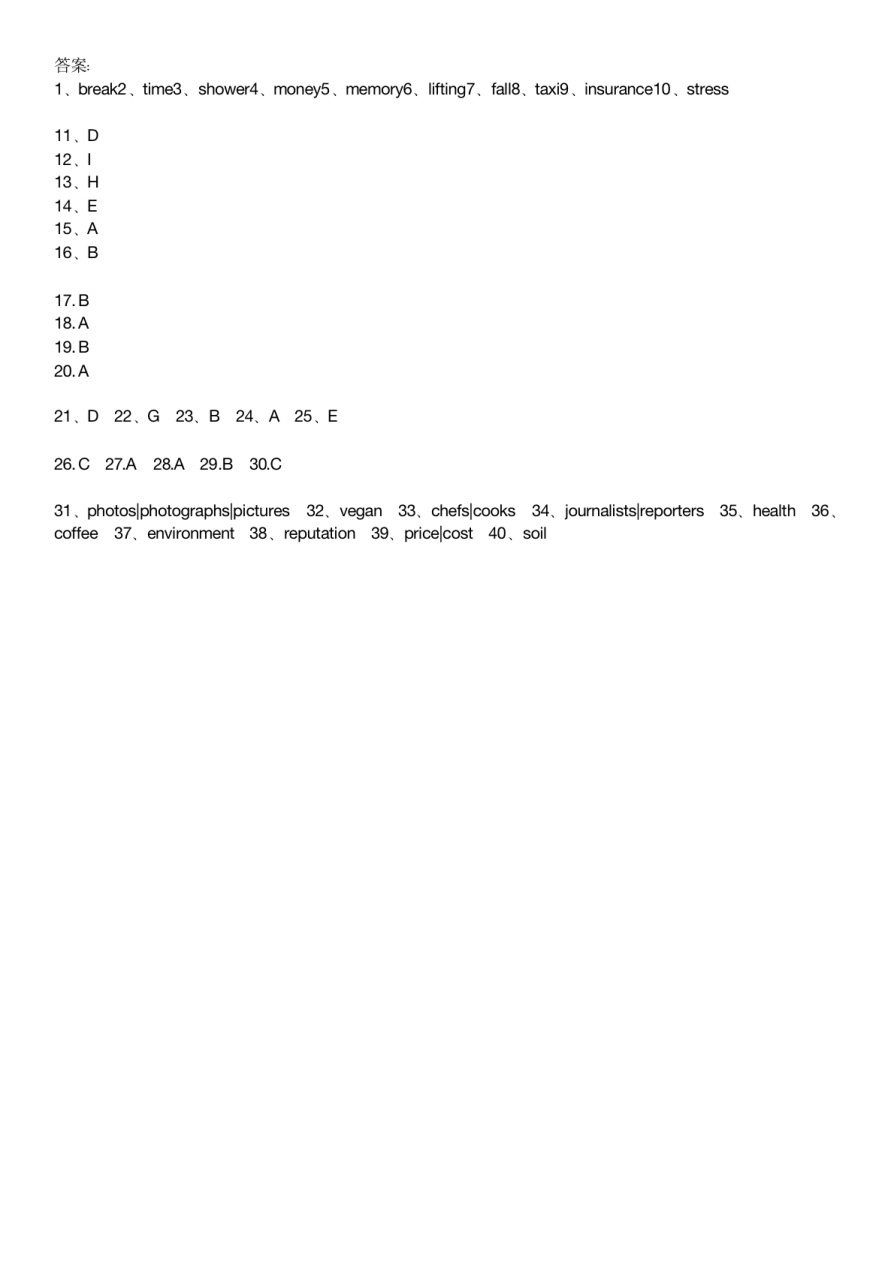 答案:
1、break2、time3、shower4、money5、memory6、lifting7、fall8、taxi9、insurance10、stress
11、D
12、I
13、H
14、E
15、A
16、B
17. B
18. A
19. B
20. A
21、D 22、G 23、B 24、A 25、E
26. C 27.A 28.A 29.B 30.C
31、photos|photographs|pictures 32、vegan 33、chefs|cooks 34、journalists|reporters 35、health 36、
coffee 37、environment 38、reputation 39、price|cost 40、soil